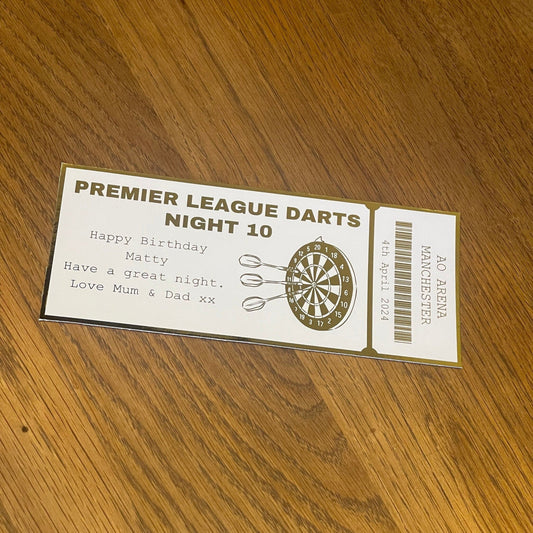 PREMIER LEAGUE DARTS
NIGHT 10
Happy Birthday
Matty
Have a great night.
Love Mum & Dad xx
AO ARENA
MANCHESTER
4th April 2024